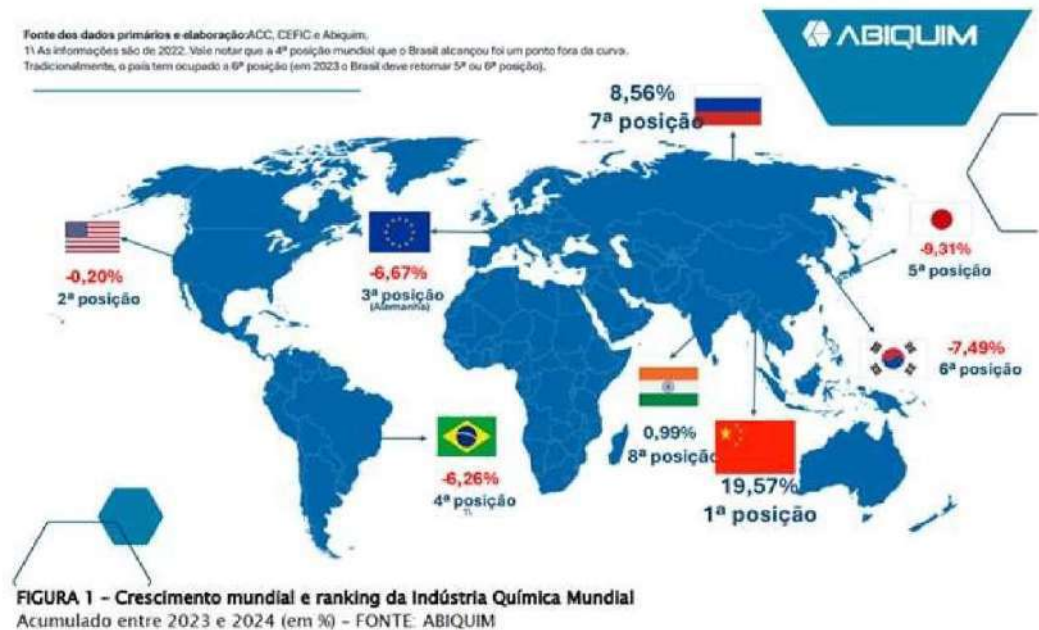 Fonte dos dados primários e elaboração:ACC, CEFIC e Abiquim.
1\ As informações são de 2022. Vale notar que a 4ª posição mundial que o Brasil alcançou foi um ponto fora da curva.
Tradicionalmente, o país tem ocupado a 6ª posição (em 2023 o Brasil deve retornar 5ª ou 6ª posição).
ABIQUIM
8,56%
7ª posição
-0,20%
2ª posição
-6,67%
3ª posição
(Alemanha)
-9,31%
5ª posição
-7,49%
6ª posição
0,99%
8ª posição
-6,26%
4ª posição
1\
19,57%
1ª posição
FIGURA 1 - Crescimento mundial e ranking da Indústria Química Mundial
Acumulado entre 2023 e 2024 (em %) - FONTE: ABIQUIM